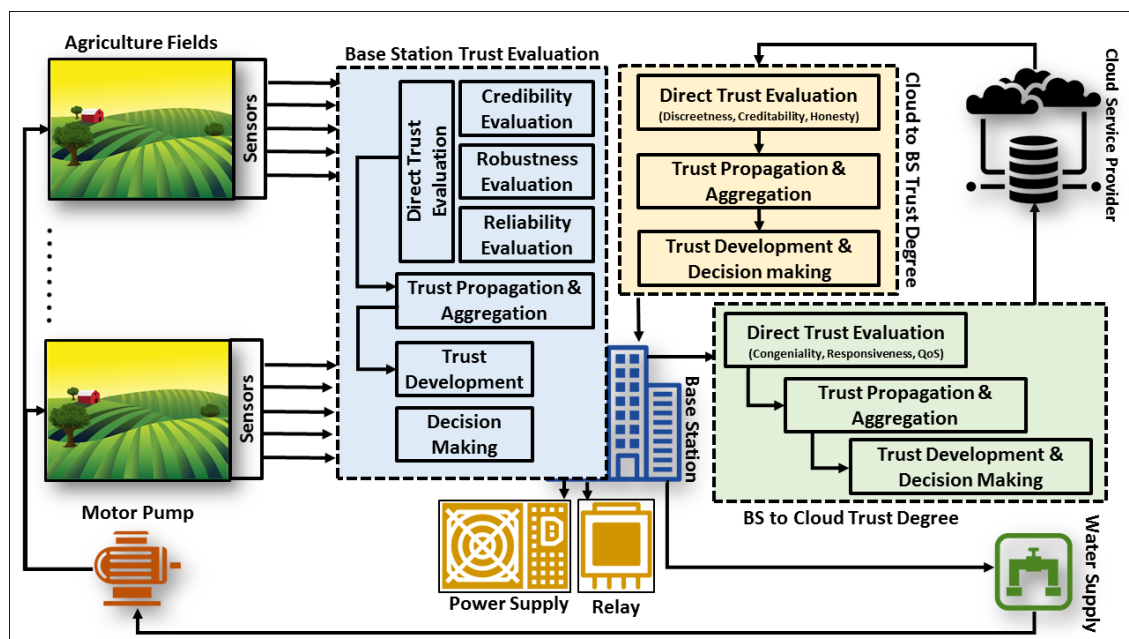 Agriculture Fields
Sensors
Base Station Trust Evaluation
Direct Trust
Evaluation
Credibility
Evaluation
Robustness
Evaluation
Reliability
Evaluation
Trust Propagation &
Aggregation
Trust
Development
Decision
Making
Direct Trust Evaluation
(Discreetness, Creditability, Honesty)
Trust Propagation &
Aggregation
Trust Development &
Decision making
Cloud to BS Trust Degree
Cloud Service Provider
Sensors
Base Station
Direct Trust Evaluation
(Congeniality, Responsiveness, QoS)
Trust Propagation &
Aggregation
Trust Development &
Decision Making
BS to Cloud Trust Degree
Motor Pump
D
Power Supply
Relay
Water Supply